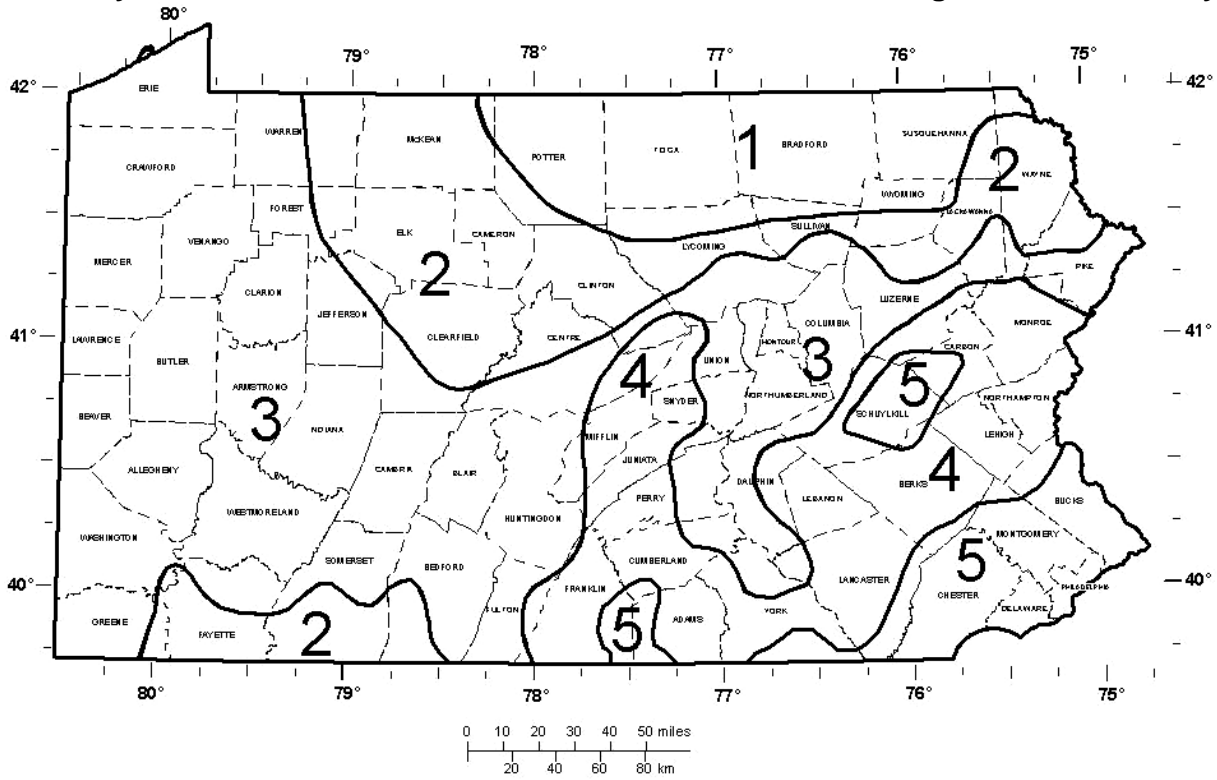 80°
79°
78°
77°
76°
75°
42°
42°
ERIE
WARREN
McKEAN
POTTER
TIOGA
1
BRADFORD
SUSQUEHANNA
CRAWFORD
2
WAYNE
WYOMING
LACKAWANNA
FOREST
VENANGO
ELK
CAMERON
LYCOMING
SULLIVAN
MERCER
2
PIKE
CLARION
CLINTON
LUZERNE
JEFFERSON
COLUMBIA
MONROE
41°
41°
LAWRENCE
CLEARFIELD
CENTRE
MONTOUR
CARBON
BUTLER
UNION
3
4
5
ARMSTRONG
SNYDER
NORTHUMBERLAND
NORTHAMPTON
BEAVER
3
SCHUYLKILL
INDIANA
MIFFLIN
LEHIGH
ALLEGHENY
CAMBRIA
BLAIR
JUNIATA
4
DAUPHIN
BERKS
PERRY
LEBANON
BUCKS
WESTMORELAND
HUNTINGDON
WASHINGTON
MONTGOMERY
SOMERSET
BEDFORD
CUMBERLAND
5
40°
40°
FRANKLIN
LANCASTER
PHILADELPHIA
CHESTER
FULTON
YORK
DELAWARE
GREENE
FAYETTE
2
5
ADAMS
80°
79°
78°
77°
76°
75°
0 10 20 30 40 50 miles
20 40 60 80 km